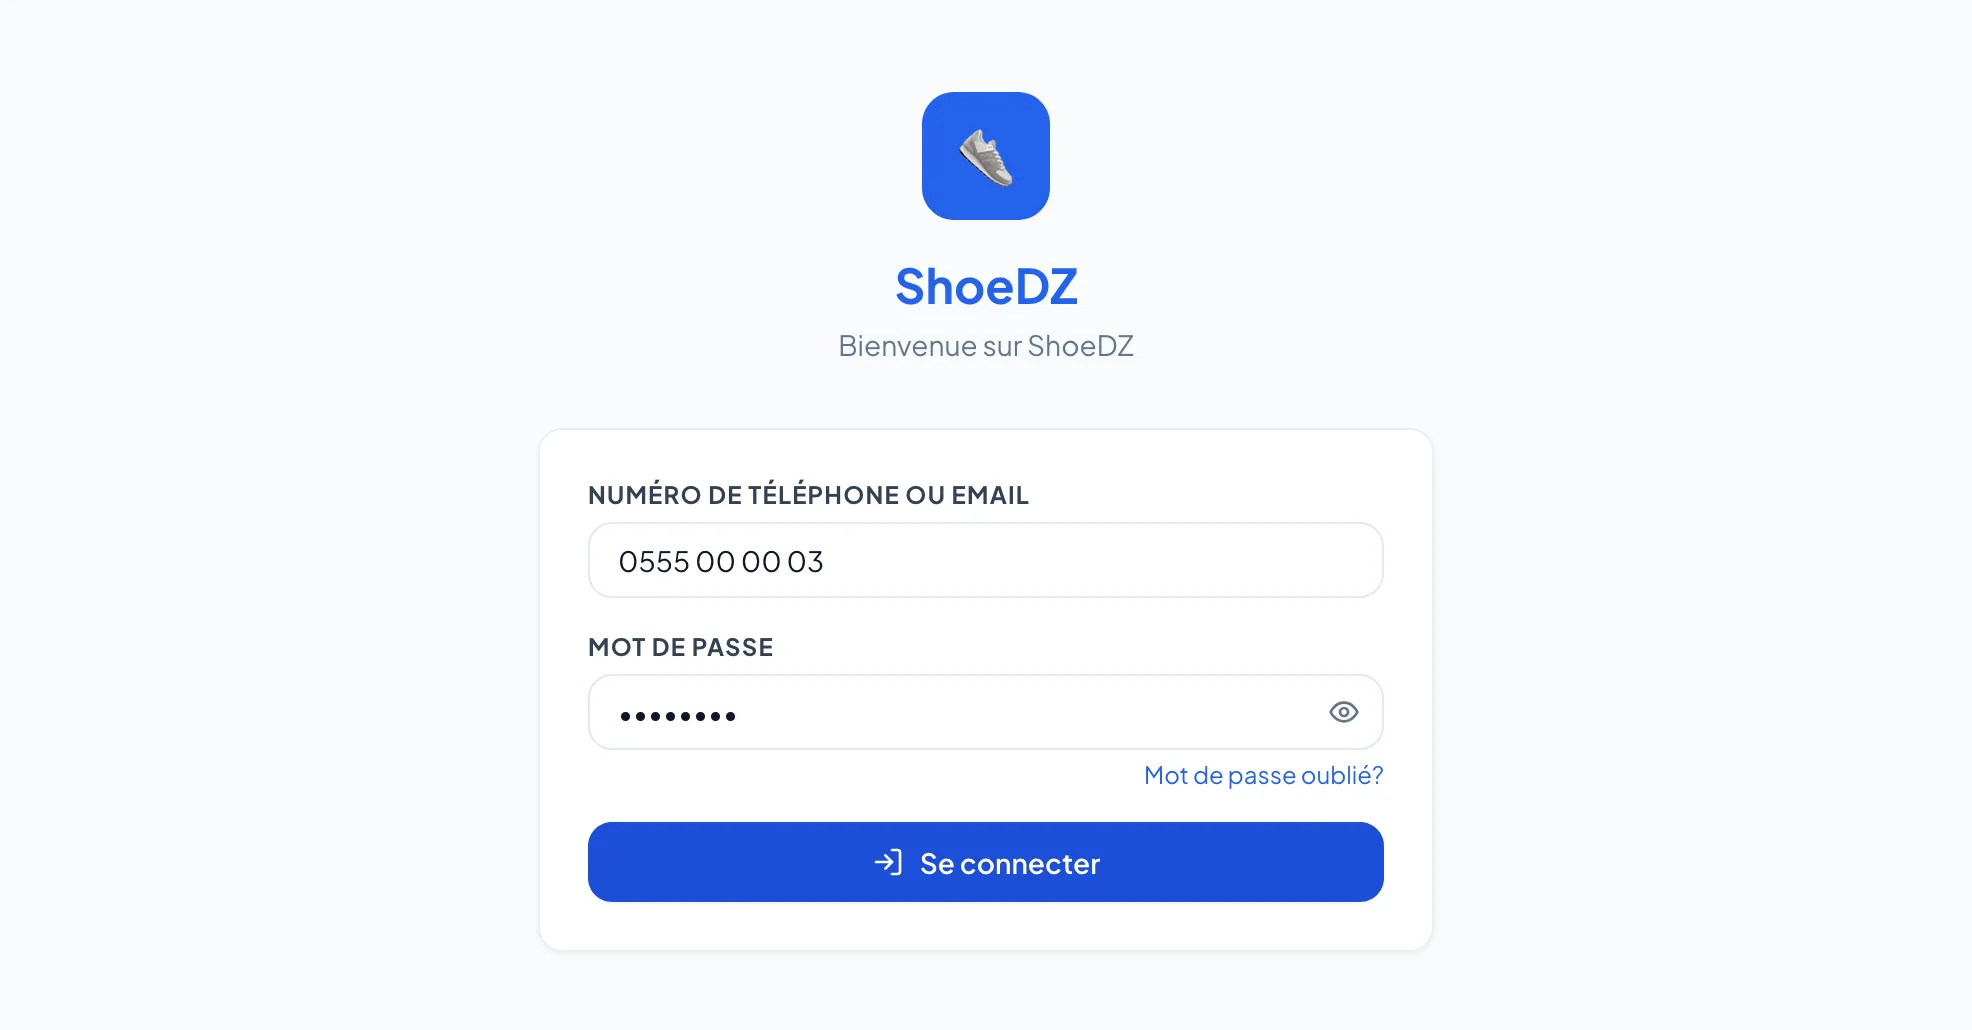 ShoeDZ
Bienvenue sur ShoeDZ
NUMÉRO DE TÉLÉPHONE OU EMAIL
0555 00 00 03
MOT DE PASSE
••••••••
Mot de passe oublié?
Se connecter